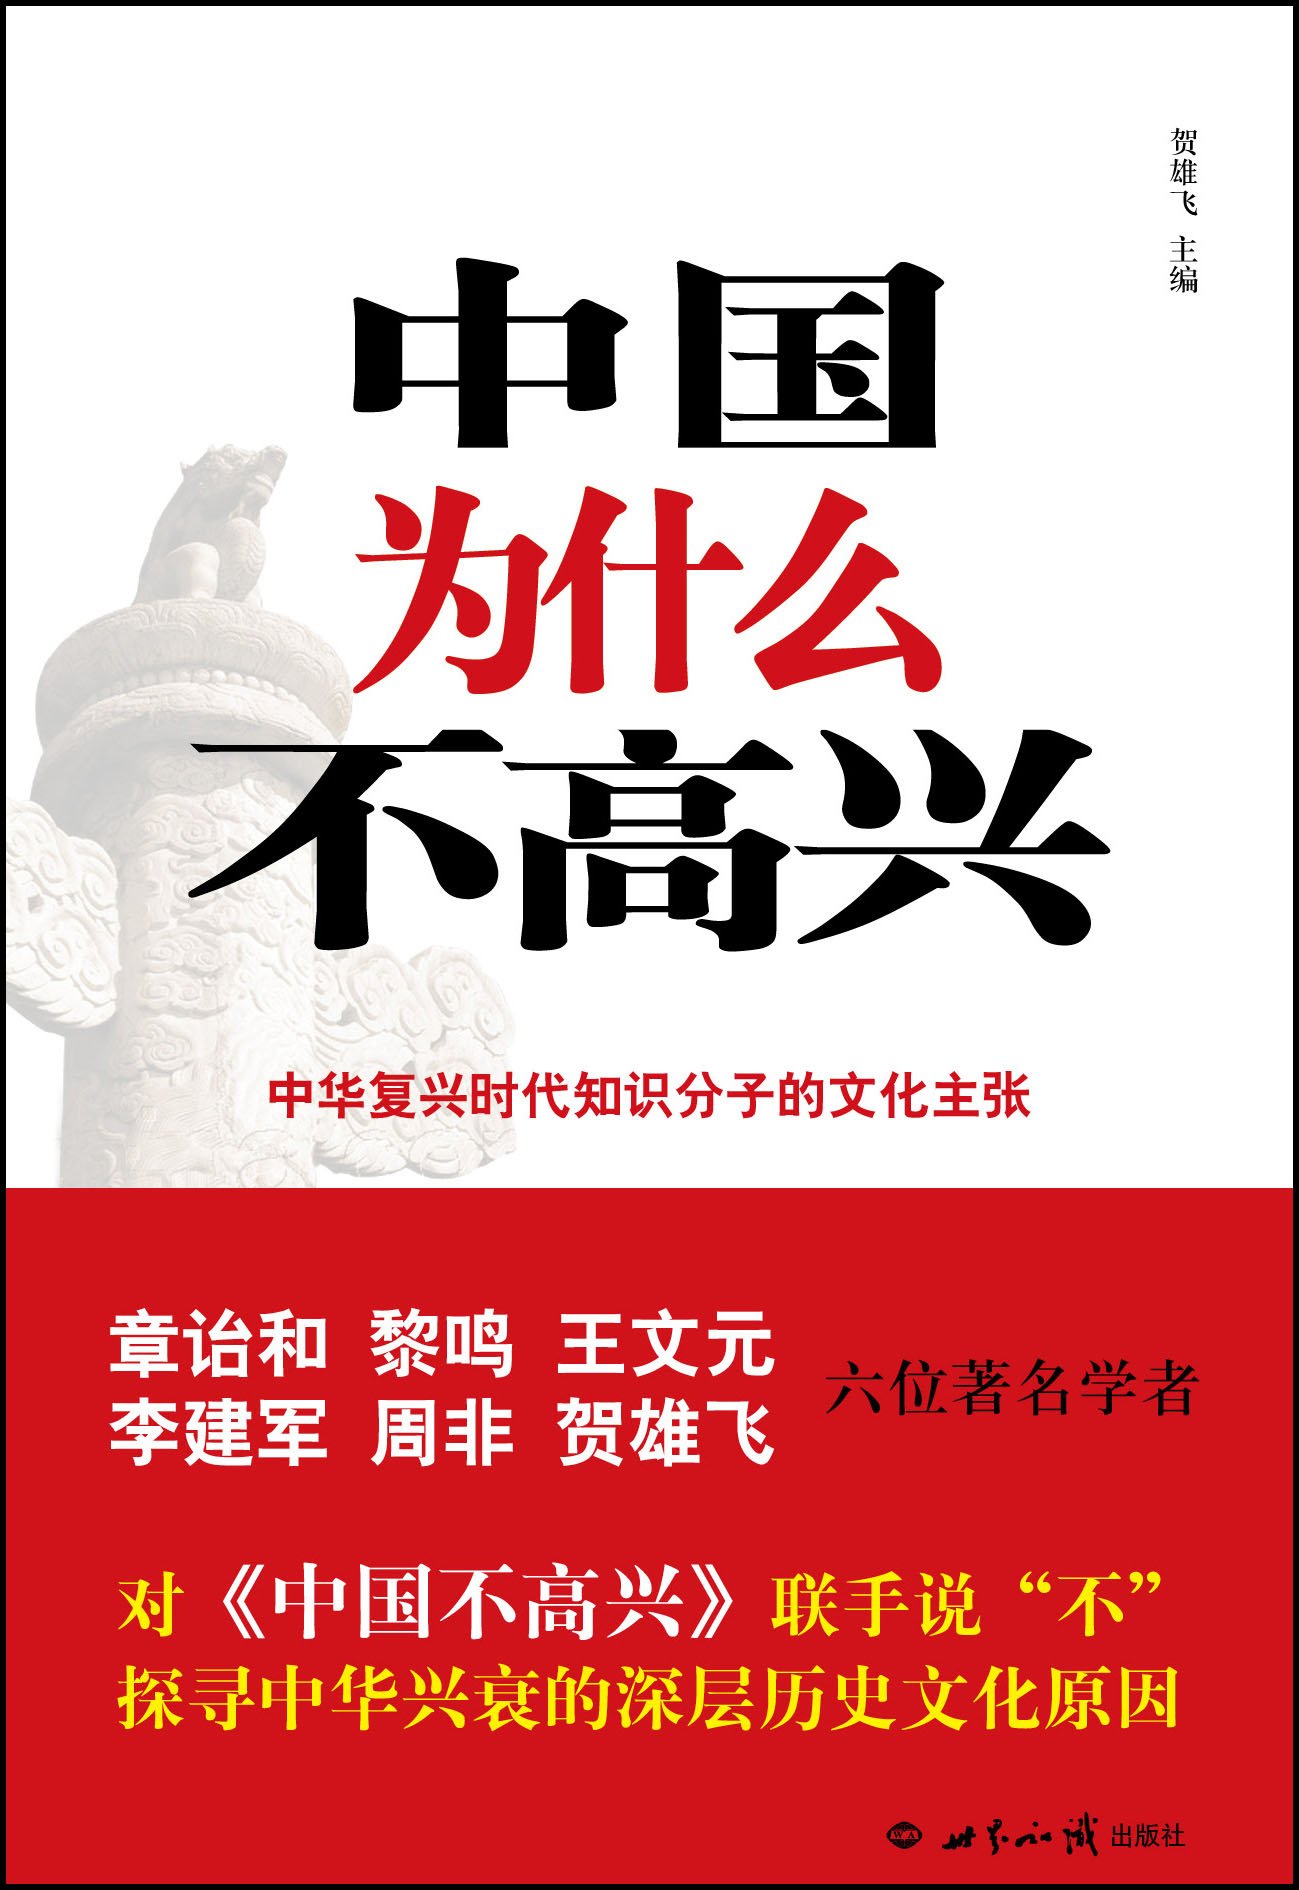 贺雄飞 主编
中国
为什么
不高兴
中华复兴时代知识分子的文化主张
章诒和 黎鸣 王文元
李建军 周非 贺雄飞
六位著名学者
对《中国不高兴》联手说“不”
探寻中华兴衰的深层历史文化原因
WA 世界知识出版社